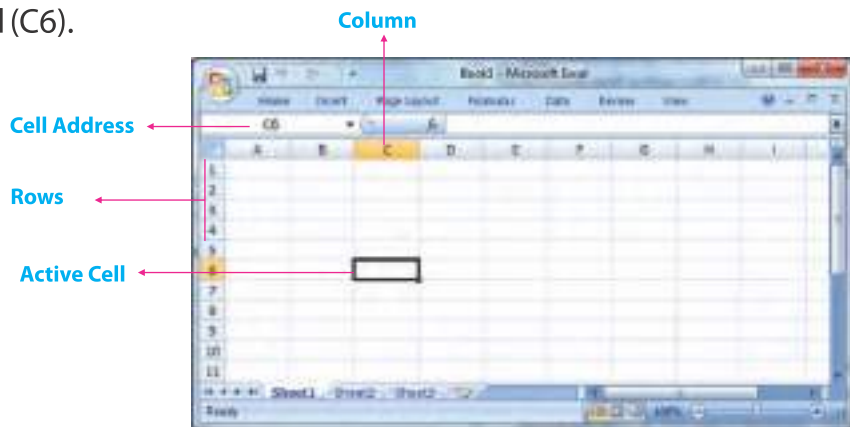 l (C6).
Column
Book1 - Microsoft Excel
Home Insert Page Layout Formulas Data Review View
Cell Address
C6 fx
A B C D E F G H I
Rows
1
2
3
4
5
Active Cell
6
7
8
9
10
11
Sheet1 Sheet2 Sheet3
Ready 100%